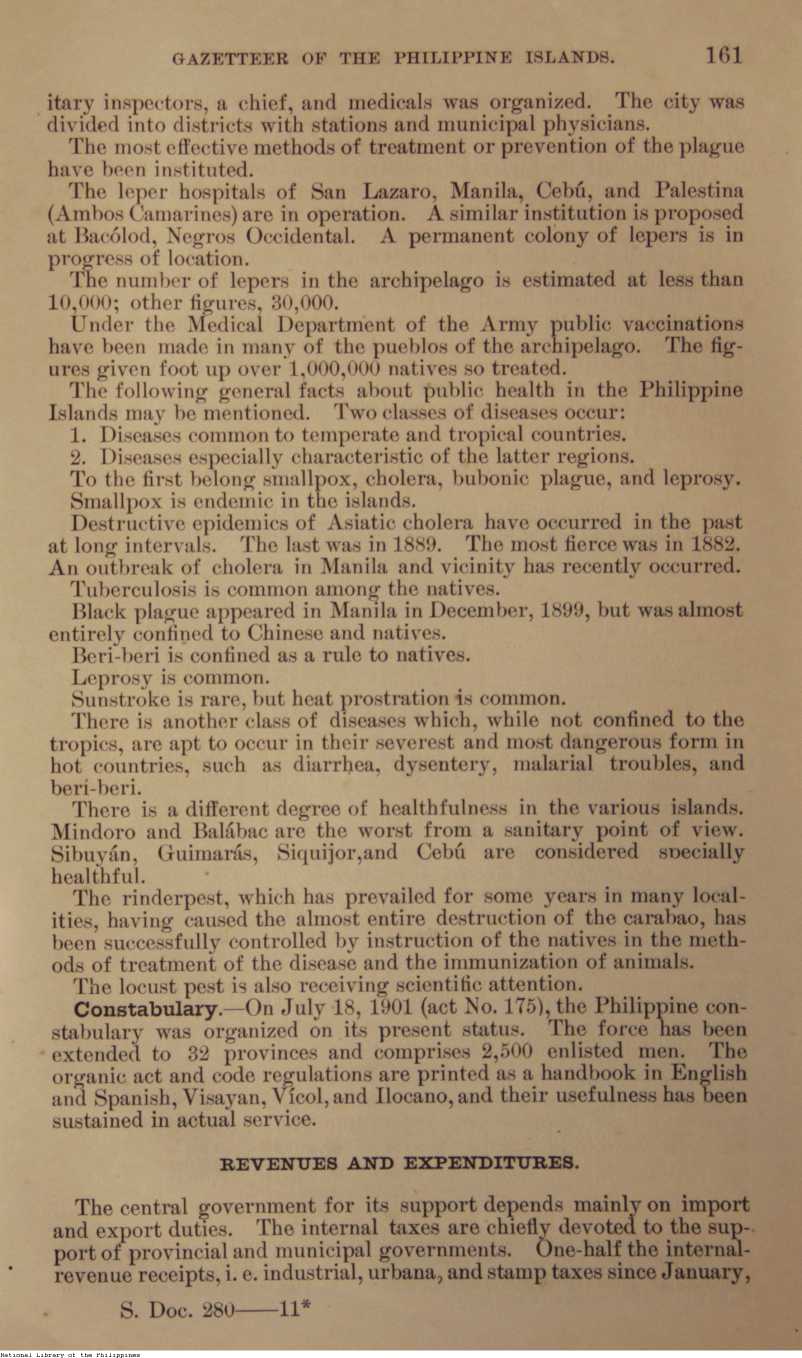 GAZETTEER OF THE PHILIPPINE ISLANDS. 161
itary inspectors, a chief, and medicals was organized. The city was
divided into districts with stations and municipal physicians.
The most effective methods of treatment or prevention of the plague
have been instituted.
The leper hospitals of San Lazaro, Manila, Cebú, and Palestina
(Ambos Camarines) are in operation. A similar institution is proposed
at Bacólod, Negros Occidental. A permanent colony of lepers is in
progress of location.
The number of lepers in the archipelago is estimated at less than
10,000; other figures, 30,000.
Under the Medical Department of the Army public vaccinations
have been made in many of the pueblos of the archipelago. The fig-
ures given foot up over 1,000,000 natives so treated.
The following general facts about public health in the Philippine
Islands may be mentioned. Two classes of diseases occur:
1. Diseases common to temperate and tropical countries.
2. Diseases especially characteristic of the latter regions.
To the first belong smallpox, cholera, bubonic plague, and leprosy.
Smallpox is endemic in the islands.
Destructive epidemics of Asiatic cholera have occurred in the past
at long intervals. The last was in 1889. The most fierce was in 1882.
An outbreak of cholera in Manila and vicinity has recently occurred.
Tuberculosis is common among the natives.
Black plague appeared in Manila in December, 1899, but was almost
entirely confined to Chinese and natives.
Beri-beri is confined as a rule to natives.
Leprosy is common.
Sunstroke is rare, but heat prostration is common.
There is another class of diseases which, while not confined to the
tropics, are apt to occur in their severest and most dangerous form in
hot countries, such as diarrhea, dysentery, malarial troubles, and
beri-beri.
There is a different degree of healthfulness in the various islands.
Mindoro and Balábac are the worst from a sanitary point of view.
Sibuyán, Guimarás, Siquijor,and Cebú are considered specially
healthful.
The rinderpest, which has prevailed for some years in many local-
ities, having caused the almost entire destruction of the carabao, has
been successfully controlled by instruction of the natives in the meth-
ods of treatment of the disease and the immunization of animals.
The locust pest is also receiving scientific attention.
Constabulary.—On July 18, 1901 (act No. 175), the Philippine con-
stabulary was organized on its present status. The force has been
extended to 32 provinces and comprises 2,500 enlisted men. The
organic act and code regulations are printed as a handbook in English
and Spanish, Visayan, Vícol, and Ilocano, and their usefulness has been
sustained in actual service.
REVENUES AND EXPENDITURES.
The central government for its support depends mainly on import
and export duties. The internal taxes are chiefly devoted to the sup-
port of provincial and municipal governments. One-half the internal-
revenue receipts, i. e. industrial, urbana, and stamp taxes since January,
S. Doc. 280——11*
National Library of the Philippines